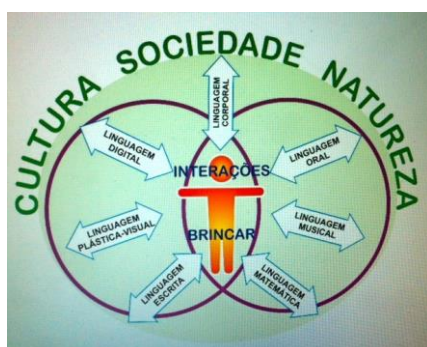 CULTURA SOCIEDADE NATUREZA
LINGUAGEM
CORPORAL
LINGUAGEM
DIGITAL
LINGUAGEM
ORAL
INTERAÇÕES
LINGUAGEM
PLÁSTICA-VISUAL
BRINCAR
LINGUAGEM
MUSICAL
LINGUAGEM
ESCRITA
LINGUAGEM
MATEMÁTICA